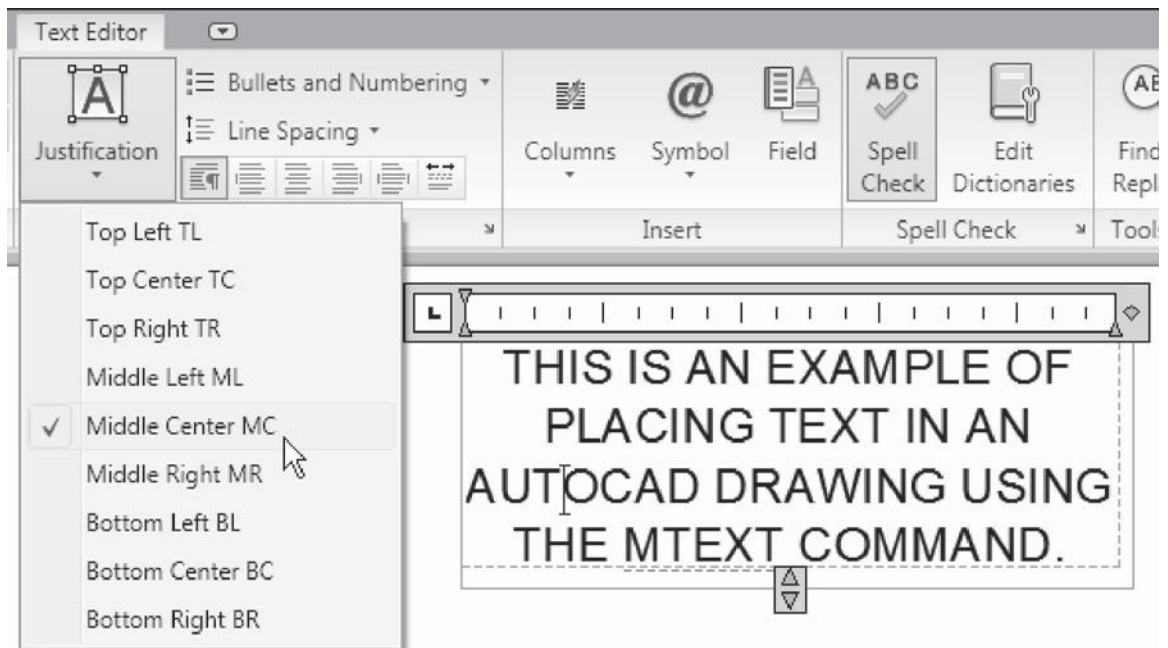 Text Editor
Justification
Bullets and Numbering
Line Spacing
Columns
Symbol
Field
ABC
Spell
Check
Edit
Dictionaries
Find
Insert
Spell Check
Top Left TL
Top Center TC
Top Right TR
Middle Left ML
Middle Center MC
Middle Right MR
Bottom Left BL
Bottom Center BC
Bottom Right BR
THIS IS AN EXAMPLE OF
PLACING TEXT IN AN
AUTOCAD DRAWING USING
THE MTEXT COMMAND.